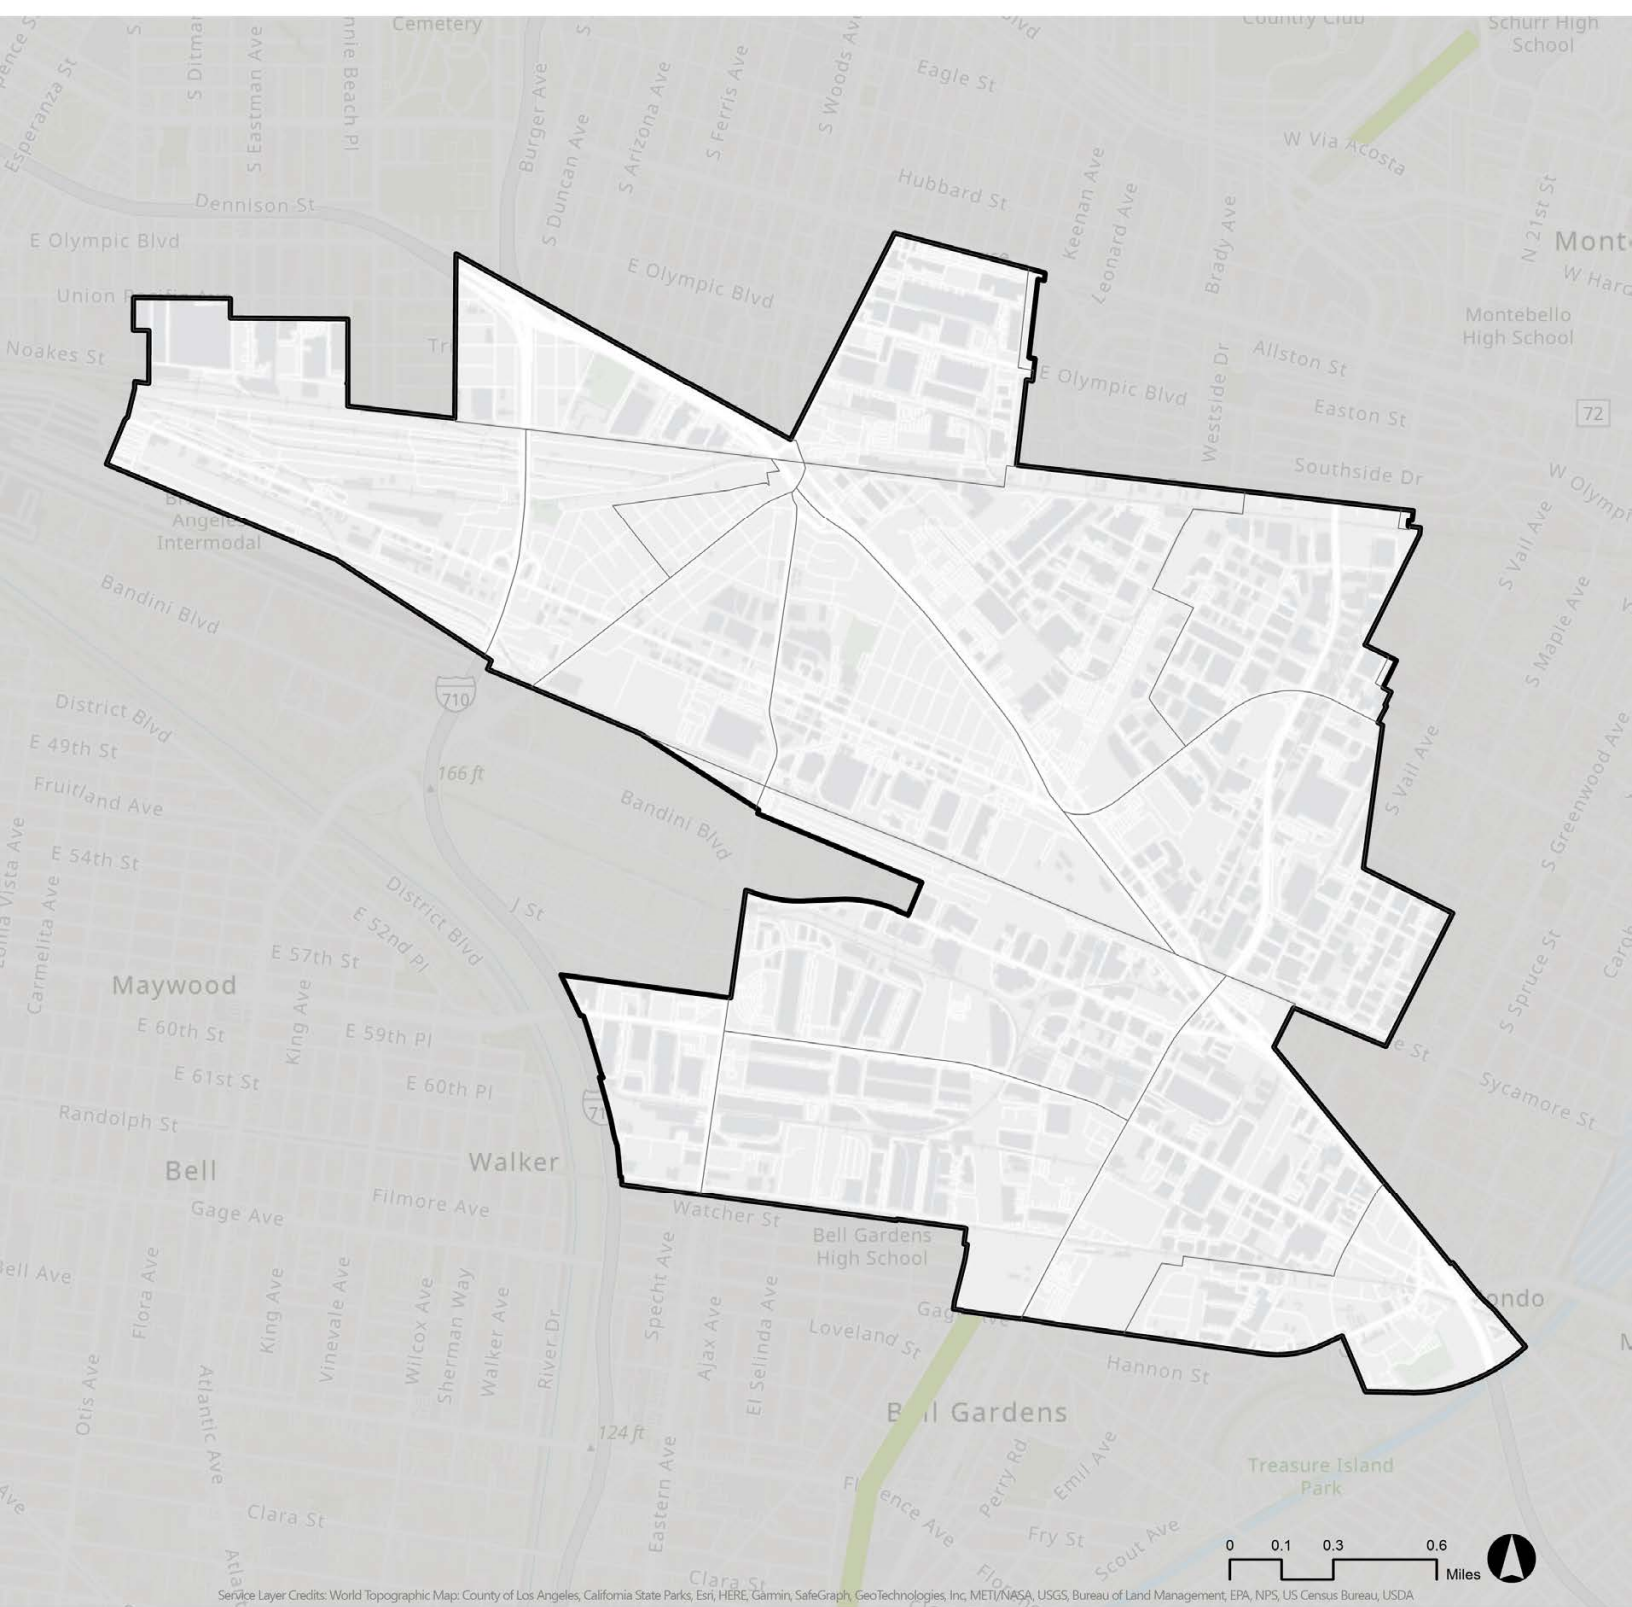 Cemetery
Country Club
Schurr High
School
Esperanza St
S Eastman Ave
Burger Ave
S Duncan Ave
S Arizona Ave
S Ferris Ave
Eagle St
W Via Acosta
Hubbard St
Keenan Ave
Leonard Ave
Brady Ave
N 21st St
Dennison St
E Olympic Blvd
E Olympic Blvd
Montebello
High School
Noakes St
E Olympic Blvd
Westside Dr
Allston St
Easton St
72
Southside Dr
Angeles
Intermodal
Bandini Blvd
S Vail Ave
S Maple Ave
710
District Blvd
E 49th St
Fruitland Ave
166 ft
Bandini Blvd
S Vail Ave
S Greenwood Ave
E 54th St
Carmelita Ave
District Blvd
E 52nd Pl
J St
E 57th St
Maywood
E 60th St
King Ave
E 59th Pl
E 61st St
E 60th Pl
S Spruce St
Sycamore St
Randolph St
Bell
Walker
Gage Ave
Filmore Ave
Watcher St
Bell Gardens
High School
Flora Ave
King Ave
Vinevale Ave
Wilcox Ave
Sherman Way
Walker Ave
River Dr
Specht Ave
Ajax Ave
El Selinda Ave
Loveland St
Hannon St
Otis Ave
Atlantic Ave
124 ft
Gardens
Eastern Ave
Perry Rd
Emil Ave
Treasure Island
Park
Clara St
Fry St
Scout Ave
Clara St
0 0.1 0.3 0.6
Miles
Service Layer Credits: World Topographic Map: County of Los Angeles, California State Parks, Esri, HERE, Garmin, SafeGraph, GeoTechnologies, Inc, METI/NASA, USGS, Bureau of Land Management, EPA, NPS, US Census Bureau, USDA